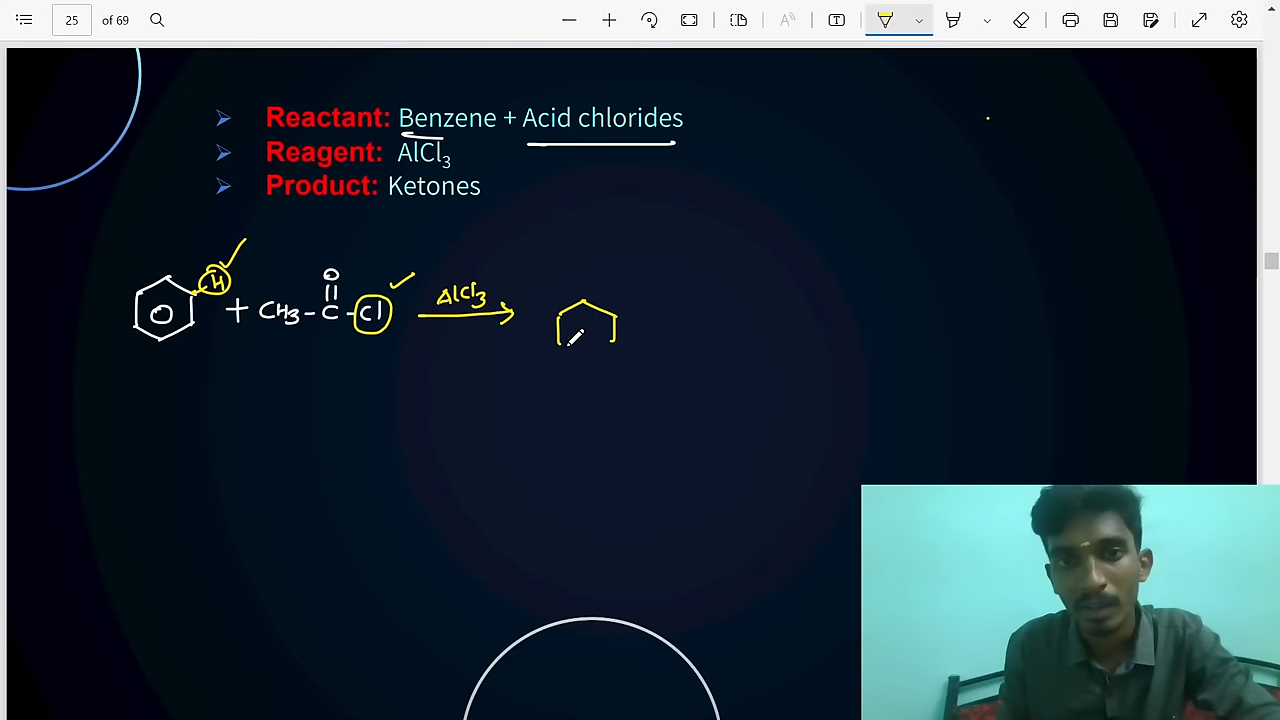 25 of 69
Reactant: Benzene + Acid chlorides
Reagent: AlCl3
Product: Ketones
H + CH3 - C - Cl AlCl3
O